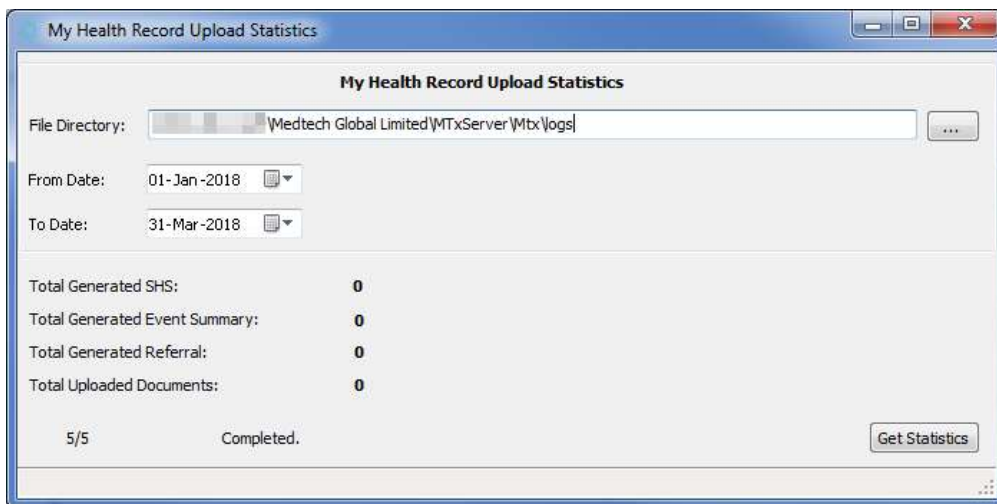 My Health Record Upload Statistics
My Health Record Upload Statistics
File Directory: \Medtech Global Limited\MTxServer\Mtx\logs ...
From Date: 01-Jan-2018
To Date: 31-Mar-2018
Total Generated SHS: 0
Total Generated Event Summary: 0
Total Generated Referral: 0
Total Uploaded Documents: 0
5/5 Completed. Get Statistics